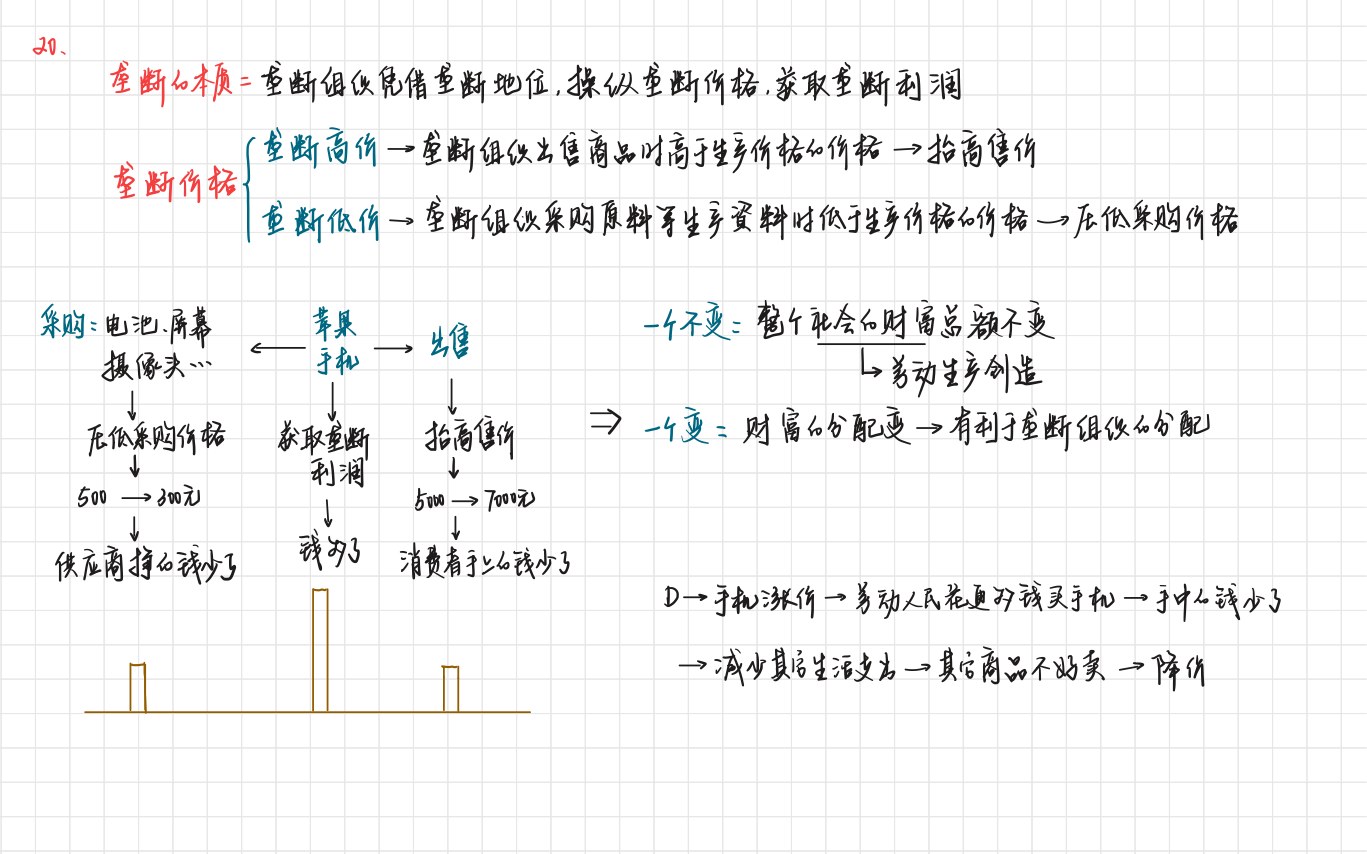 20、
垄断的本质=垄断组织凭借垄断地位,操纵垄断价格,获取垄断利润
垄断价格
垄断高价→垄断组织出售商品时高于生产价格的价格→抬高售价
垄断低价→垄断组织采购原料等生产资料时低于生产价格的价格→压低采购价格
采购:电池、屏幕
摄像头…
↓
压低采购价格
↓
500→300元
↓
供应商挣的钱少了
←苹果
手机→
↓
获取垄断
利润
↓
钱多了
出售
↓
抬高售价
↓
5000→7000元
↓
消费者手上的钱少了
⇒
一个不变=整个社会的财富总额不变
↳劳动生产创造
一个变=财富的分配变→有利于垄断组织的分配
D→手机涨价→劳动人民花更多钱买手机→手中的钱少了
→减少其它生活支出→其它商品不好卖→降价